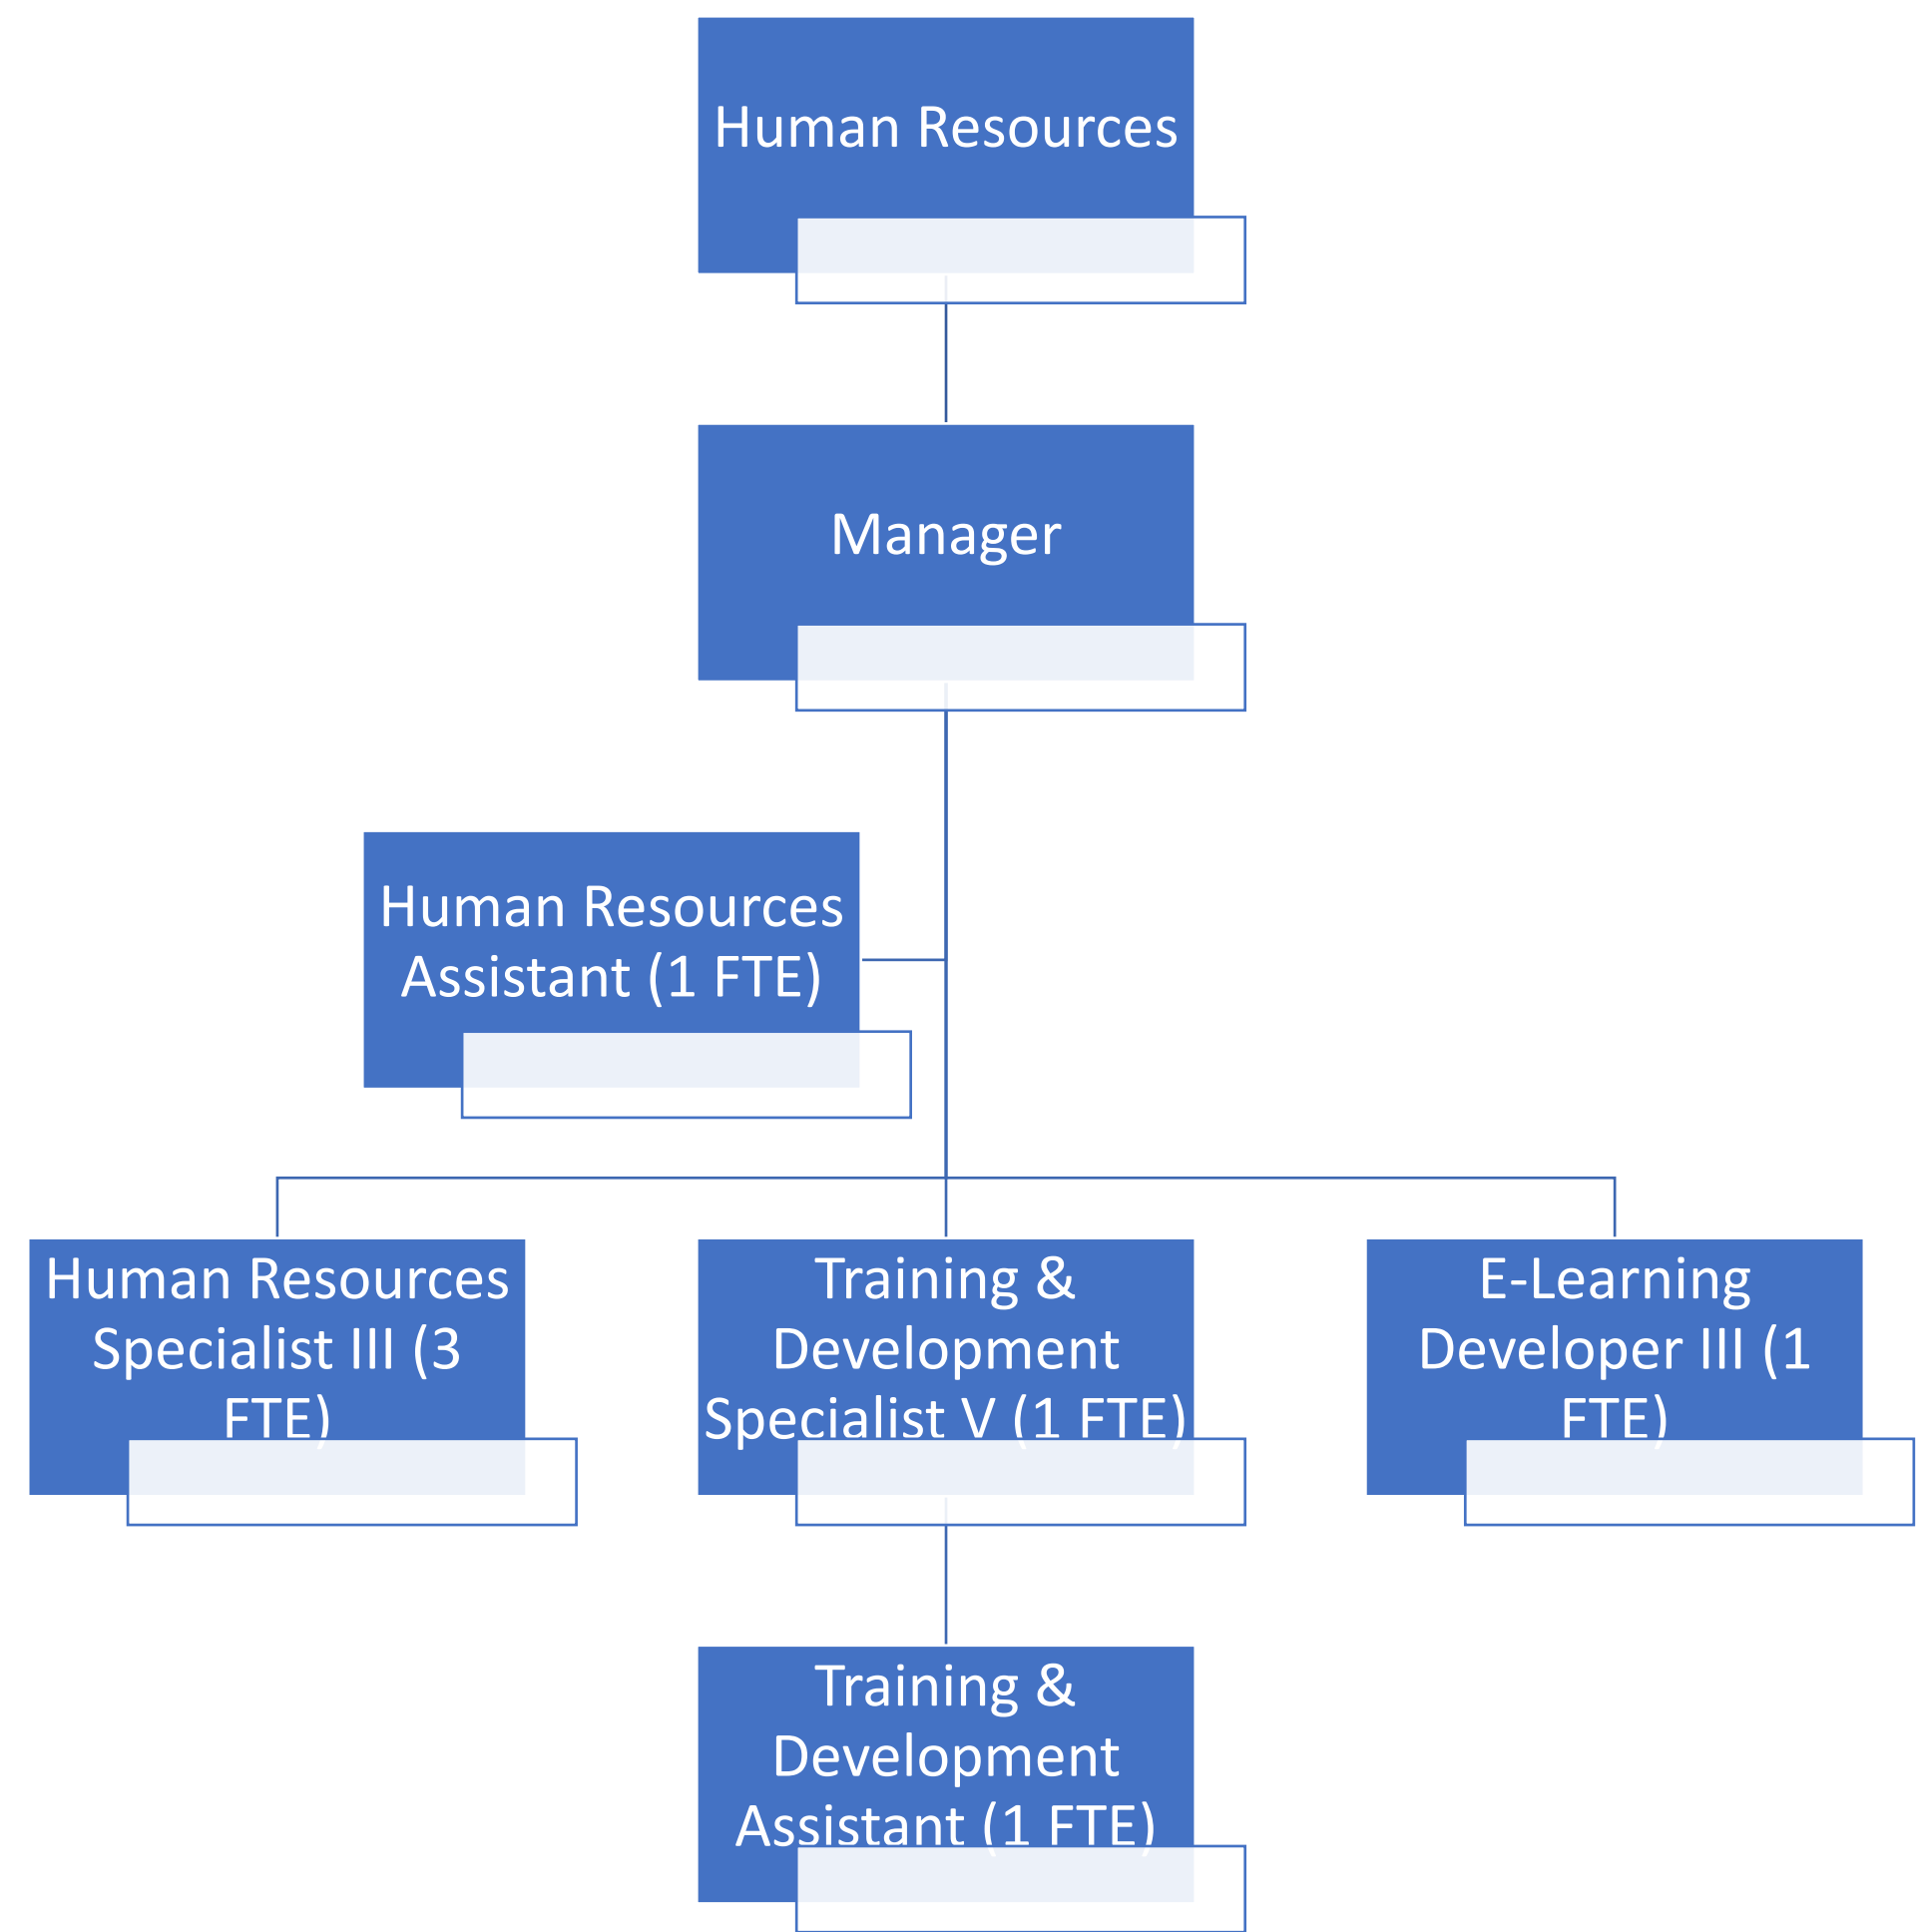 Human Resources
Manager
Human Resources
Assistant (1 FTE)
Human Resources
Specialist III (3
FTE)
Training &
Development
Specialist V (1 FTE)
E-Learning
Developer III (1
FTE)
Training &
Development
Assistant (1 FTE)